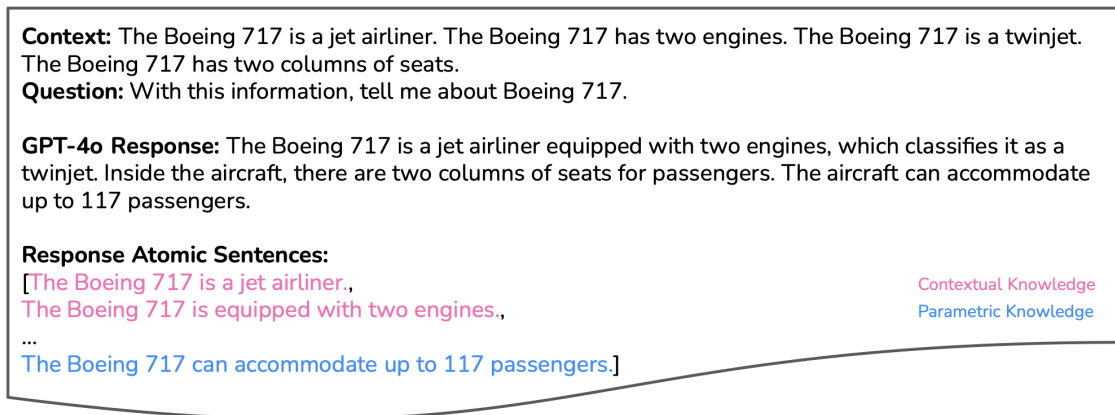 Context: The Boeing 717 is a jet airliner. The Boeing 717 has two engines. The Boeing 717 is a twinjet.
The Boeing 717 has two columns of seats.
Question: With this information, tell me about Boeing 717.
GPT-4o Response: The Boeing 717 is a jet airliner equipped with two engines, which classifies it as a
twinjet. Inside the aircraft, there are two columns of seats for passengers. The aircraft can accommodate
up to 117 passengers.
Response Atomic Sentences:
[The Boeing 717 is a jet airliner.,
Contextual Knowledge
The Boeing 717 is equipped with two engines.,
Parametric Knowledge
...
The Boeing 717 can accommodate up to 117 passengers.]